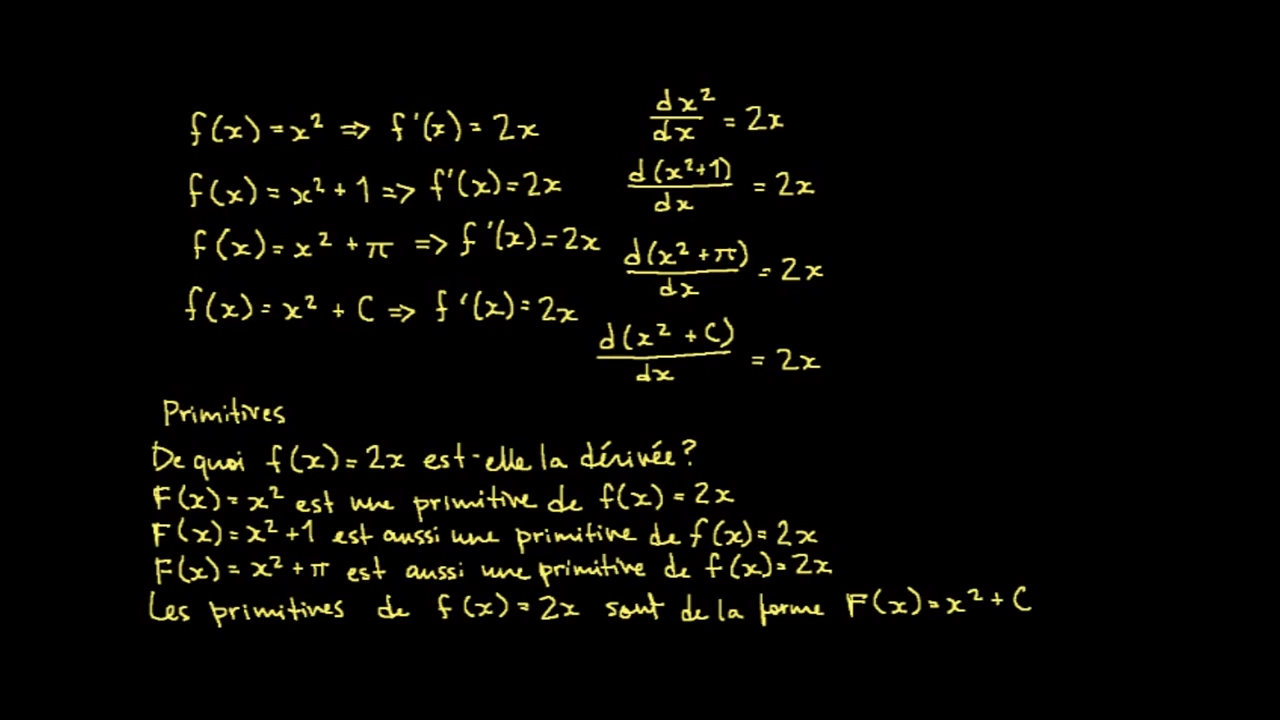 f(x) = x² => f'(x) = 2x
dx²/dx = 2x
f(x) = x² + 1 => f'(x) = 2x
d(x²+1)/dx = 2x
f(x) = x² + π => f'(x) = 2x
d(x²+π)/dx = 2x
f(x) = x² + C => f'(x) = 2x
d(x² + C)/dx = 2x
Primitives
De quoi f(x) = 2x est-elle la dérivée?
F(x) = x² est une primitive de f(x) = 2x
F(x) = x² + 1 est aussi une primitive de f(x) = 2x
F(x) = x² + π est aussi une primitive de f(x) = 2x
Les primitives de f(x) = 2x sont de la forme F(x) = x² + C